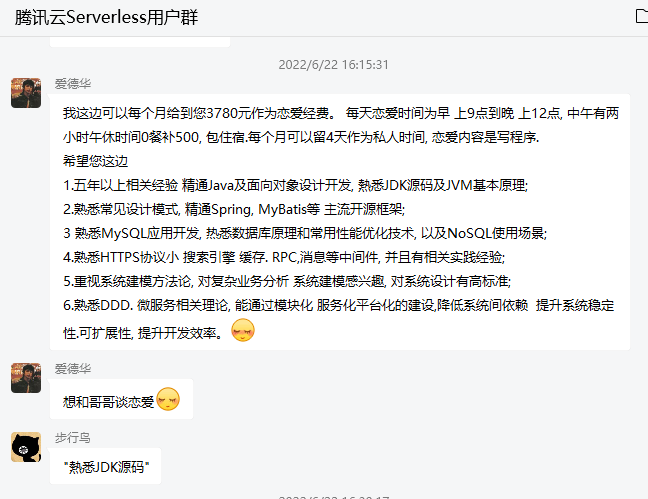 腾讯云Serverless用户群
2022/6/22 16:15:31
爱德华
我这边可以每个月给到您3780元作为恋爱经费。 每天恋爱时间为早 上9点到晚 上12点, 中午有两
小时午休时间0餐补500, 包住宿.每个月可以留4天作为私人时间, 恋爱内容是写程序.
希望您这边
1.五年以上相关经验 精通Java及面向对象设计开发, 熟悉JDK源码及JVM基本原理;
2.熟悉常见设计模式, 精通Spring, MyBatis等 主流开源框架;
3 熟悉MySQL应用开发, 热悉数据库原理和常用性能优化技术, 以及NoSQL使用场景;
4.熟悉HTTPS协议小 搜索引擎 缓存. RPC,消息等中间件, 并且有相关实践经验;
5.重视系统建模方法论, 对复杂业务分析 系统建模感兴趣, 对系统设计有高标准;
6.熟悉DDD. 微服务相关理论, 能通过模块化 服务化平台化的建设,降低系统间依赖 提升系统稳定
性.可扩展性, 提升开发效率。
爱德华
想和哥哥谈恋爱
步行鸟
"熟悉JDK源码"